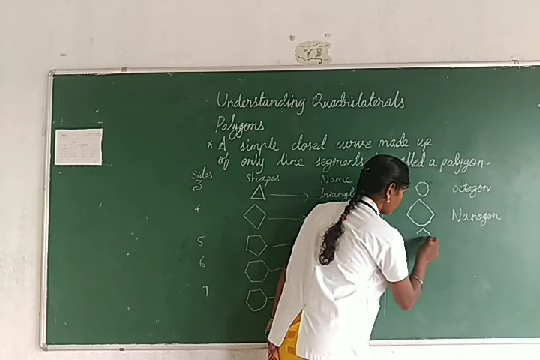 Understanding Quadrilaterals
Polygons
* A simple closed curve made up
of only line segments is called a polygon.
Sides Shapes Name
3
4
5
6
7
octagon
Nanogon